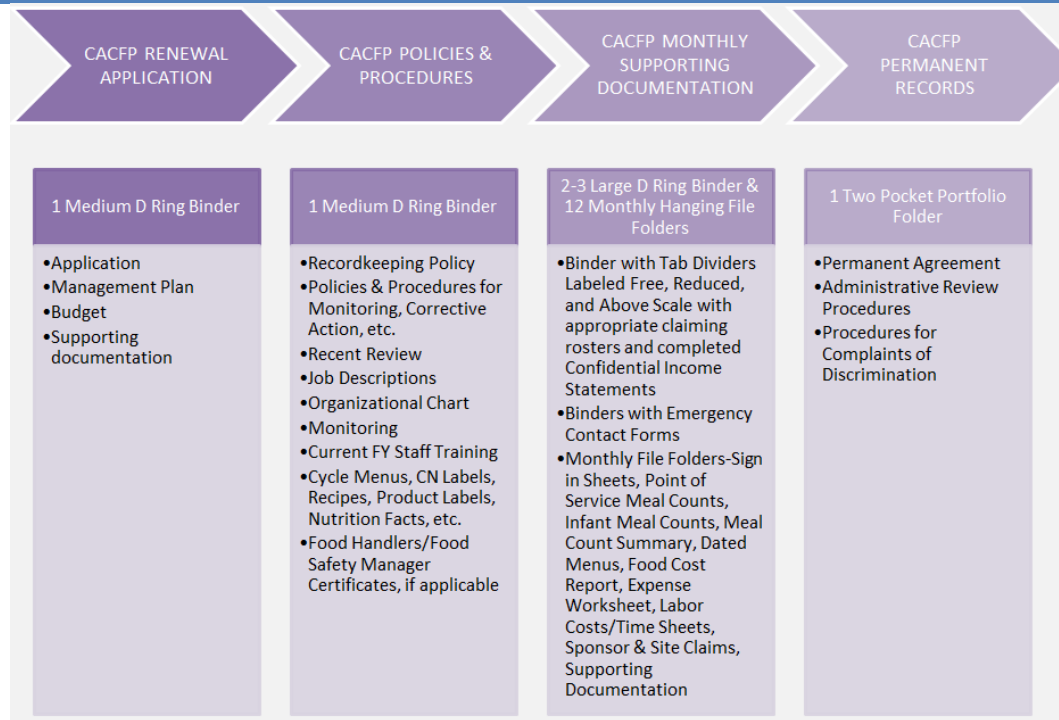 CACFP RENEWAL
APPLICATION
CACFP POLICIES &
PROCEDURES
CACFP MONTHLY
SUPPORTING
DOCUMENTATION
CACFP
PERMANENT
RECORDS
1 Medium D Ring Binder
•Application
•Management Plan
•Budget
•Supporting
documentation
1 Medium D Ring Binder
•Recordkeeping Policy
•Policies & Procedures for
Monitoring, Corrective
Action, etc.
•Recent Review
•Job Descriptions
•Organizational Chart
•Monitoring
•Current FY Staff Training
•Cycle Menus, CN Labels,
Recipes, Product Labels,
Nutrition Facts, etc.
•Food Handlers/Food
Safety Manager
Certificates, if applicable
2-3 Large D Ring Binder &
12 Monthly Hanging File
Folders
•Binder with Tab Dividers
Labeled Free, Reduced,
and Above Scale with
appropriate claiming
rosters and completed
Confidential Income
Statements
•Binders with Emergency
Contact Forms
•Monthly File Folders-Sign
in Sheets, Point of
Service Meal Counts,
Infant Meal Counts, Meal
Count Summary, Dated
Menus, Food Cost
Report, Expense
Worksheet, Labor
Costs/Time Sheets,
Sponsor & Site Claims,
Supporting
Documentation
1 Two Pocket Portfolio
Folder
•Permanent Agreement
•Administrative Review
Procedures
•Procedures for
Complaints of
Discrimination